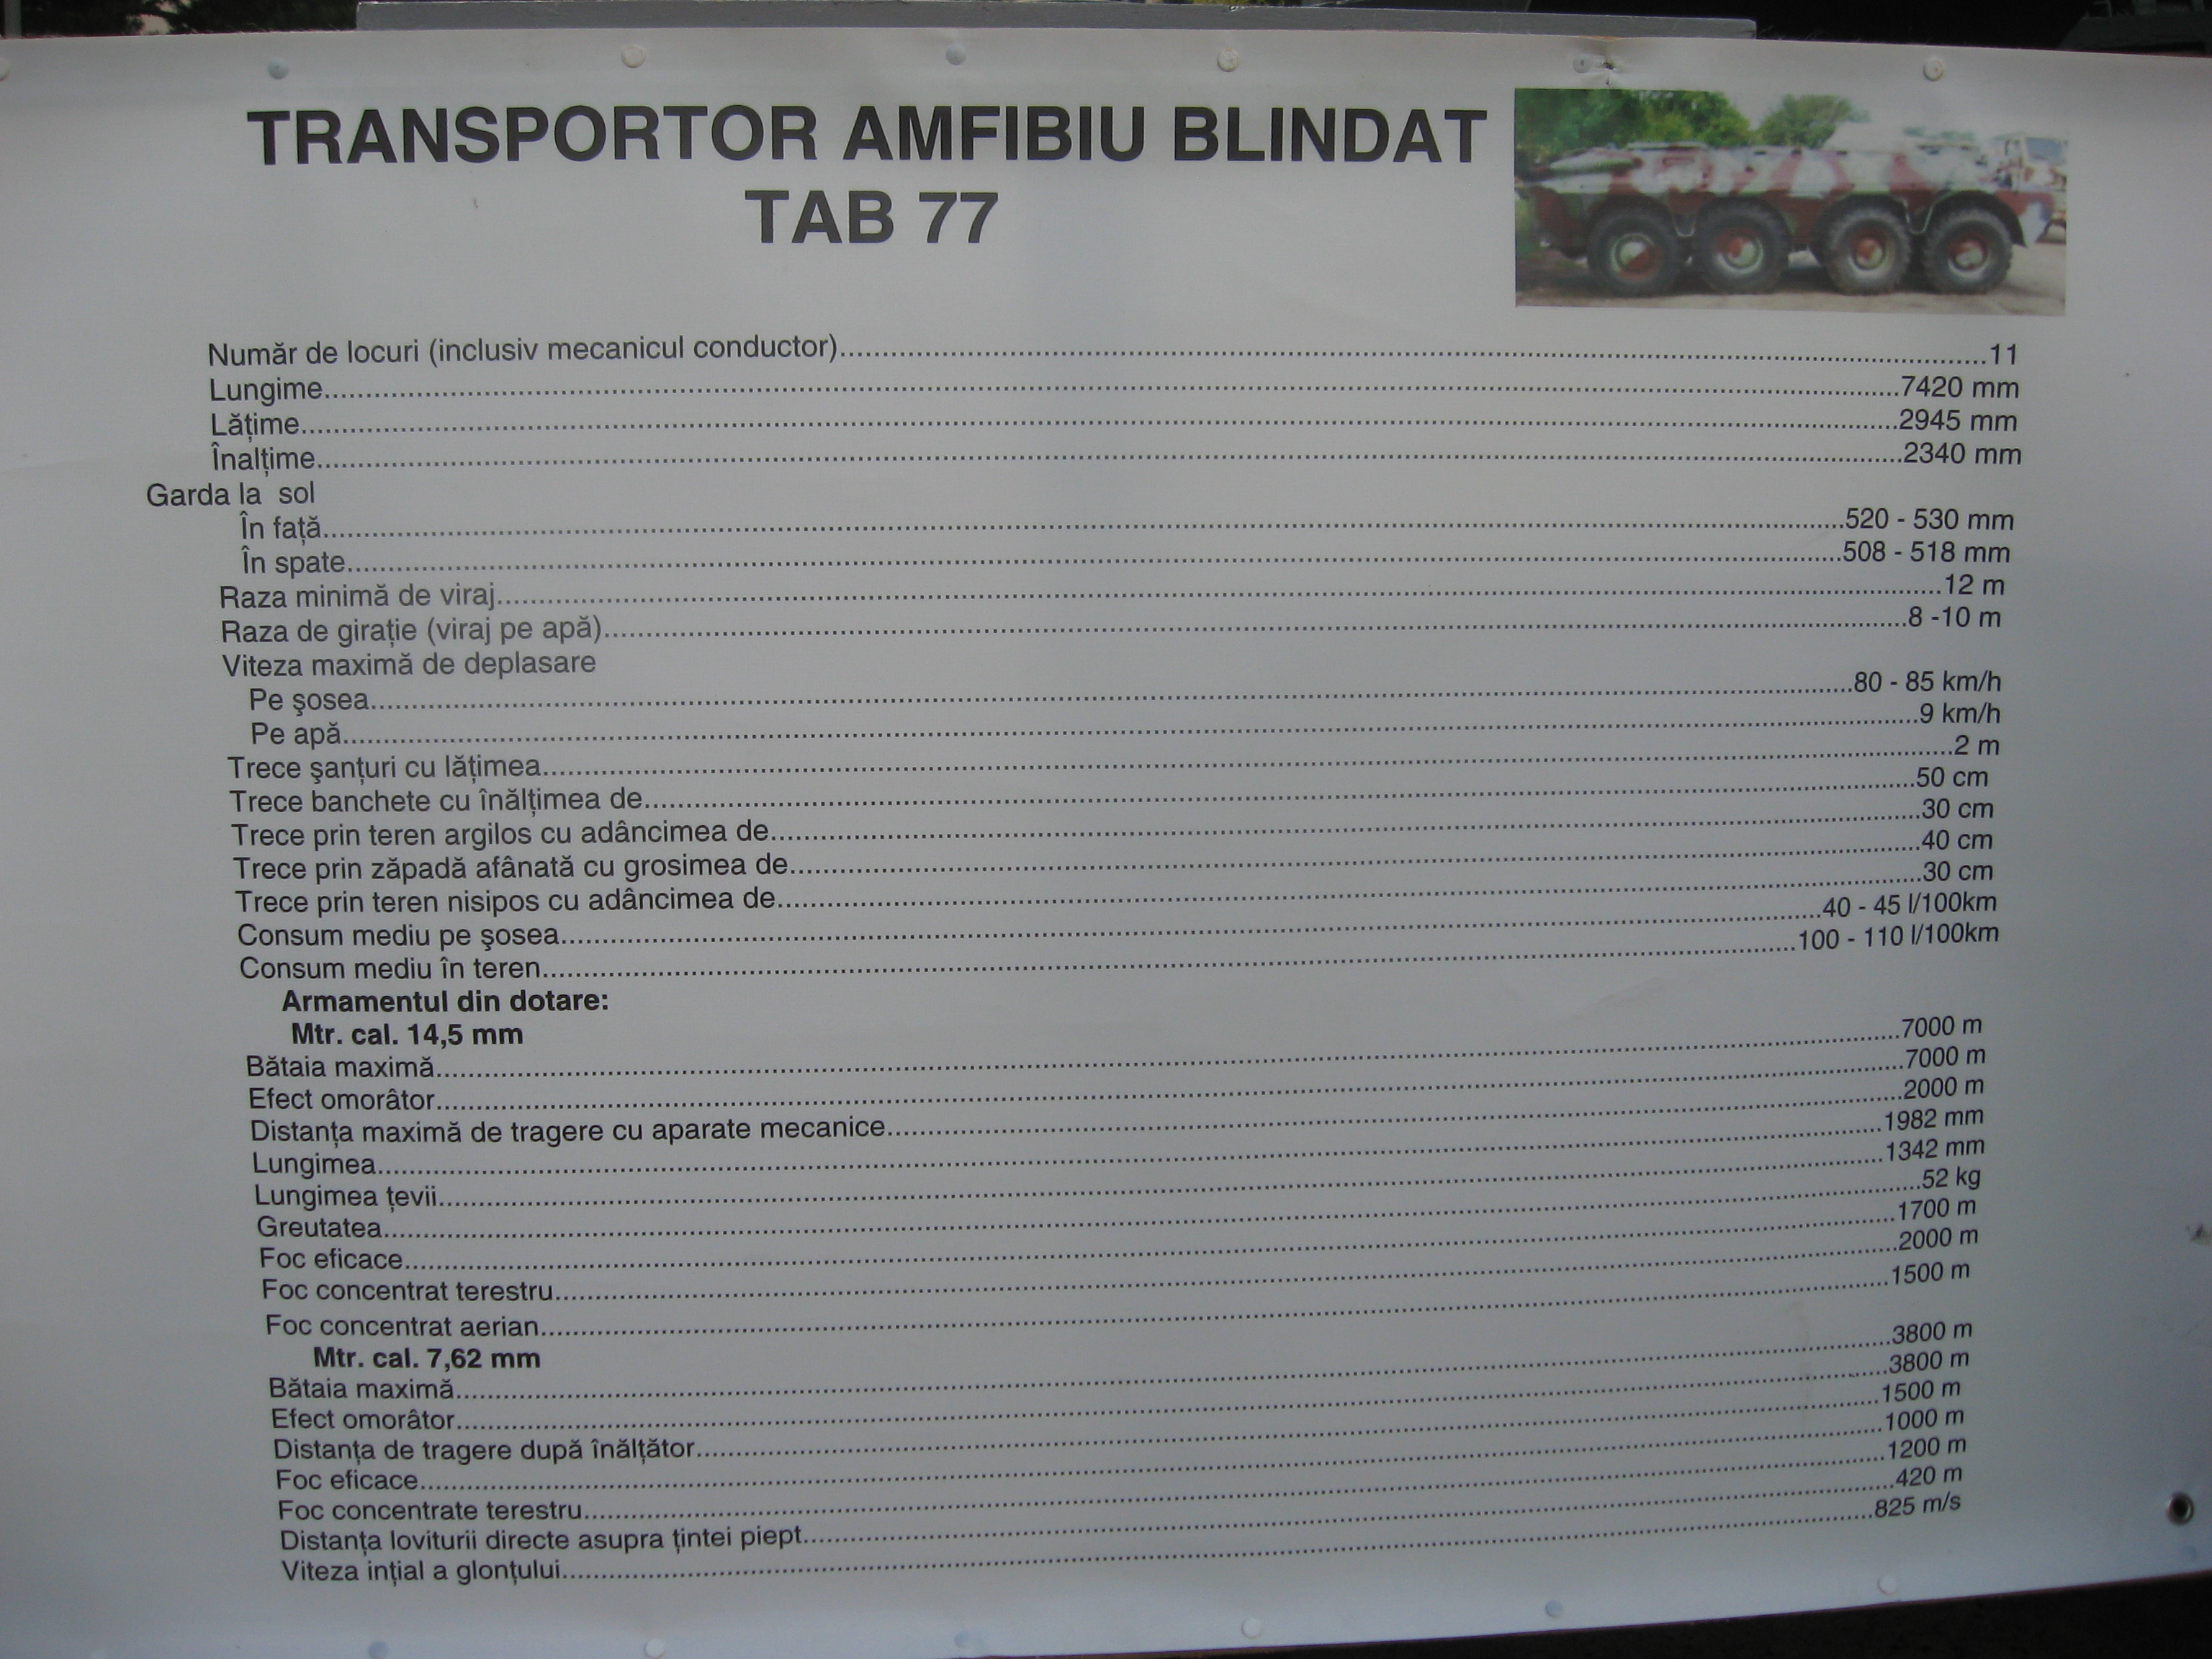 TRANSPORTOR AMFIBIU BLINDAT
TAB 77
Număr de locuri (inclusiv mecanicul conductor)........11
Lungime........7420 mm
Lățime........2945 mm
Înalțime........2340 mm
Garda la sol
În față........520 - 530 mm
În spate........508 - 518 mm
Raza minimă de viraj........12 m
Raza de girație (viraj pe apă)........8 -10 m
Viteza maximă de deplasare
Pe şosea........80 - 85 km/h
Pe apă........9 km/h
Trece şanțuri cu lățimea........2 m
Trece banchete cu înălțimea de........50 cm
Trece prin teren argilos cu adâncimea de........30 cm
Trece prin zăpadă afânată cu grosimea de........40 cm
Trece prin teren nisipos cu adâncimea de........30 cm
Consum mediu pe şosea........40 - 45 l/100km
Consum mediu în teren........100 - 110 l/100km
Armamentul din dotare:
Mtr. cal. 14,5 mm
Bătaia maximă........7000 m
Efect omorâtor........7000 m
Distanța maximă de tragere cu aparate mecanice........2000 m
Lungimea........1982 mm
Lungimea țevii........1342 mm
Greutatea........52 kg
Foc eficace........1700 m
Foc concentrat terestru........2000 m
Foc concentrat aerian........1500 m
Mtr. cal. 7,62 mm
Bătaia maximă........3800 m
Efect omorâtor........3800 m
Distanța de tragere după înălțător........1500 m
Foc eficace........1000 m
Foc concentrate terestru........1200 m
Distanța loviturii directe asupra țintei piept........420 m
Viteza ințial a glonțului........825 m/s